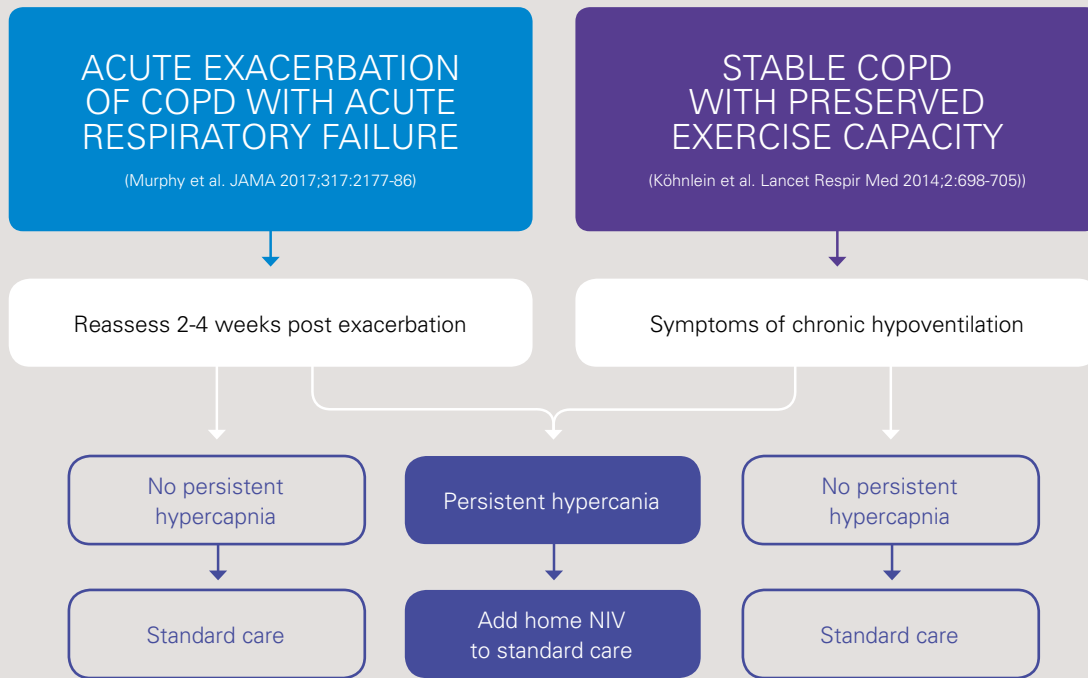 ACUTE EXACERBATION
OF COPD WITH ACUTE
RESPIRATORY FAILURE
(Murphy et al. JAMA 2017;317:2177-86)
STABLE COPD
WITH PRESERVED
EXERCISE CAPACITY
(Köhnlein et al. Lancet Respir Med 2014;2:698-705))
Reassess 2-4 weeks post exacerbation
Symptoms of chronic hypoventilation
No persistent
hypercapnia
Persistent hypercania
No persistent
hypercapnia
Standard care
Add home NIV
to standard care
Standard care